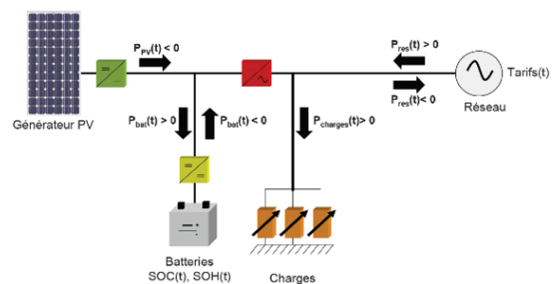 P_PV(t) < 0
P_res(t) > 0
Tarifs(t)
P_res(t)<0
Réseau
Générateur PV
P_bat(t) > 0
P_bat(t) < 0
P_charges(t)>0
Batteries
SOC(t), SOH(t)
Charges